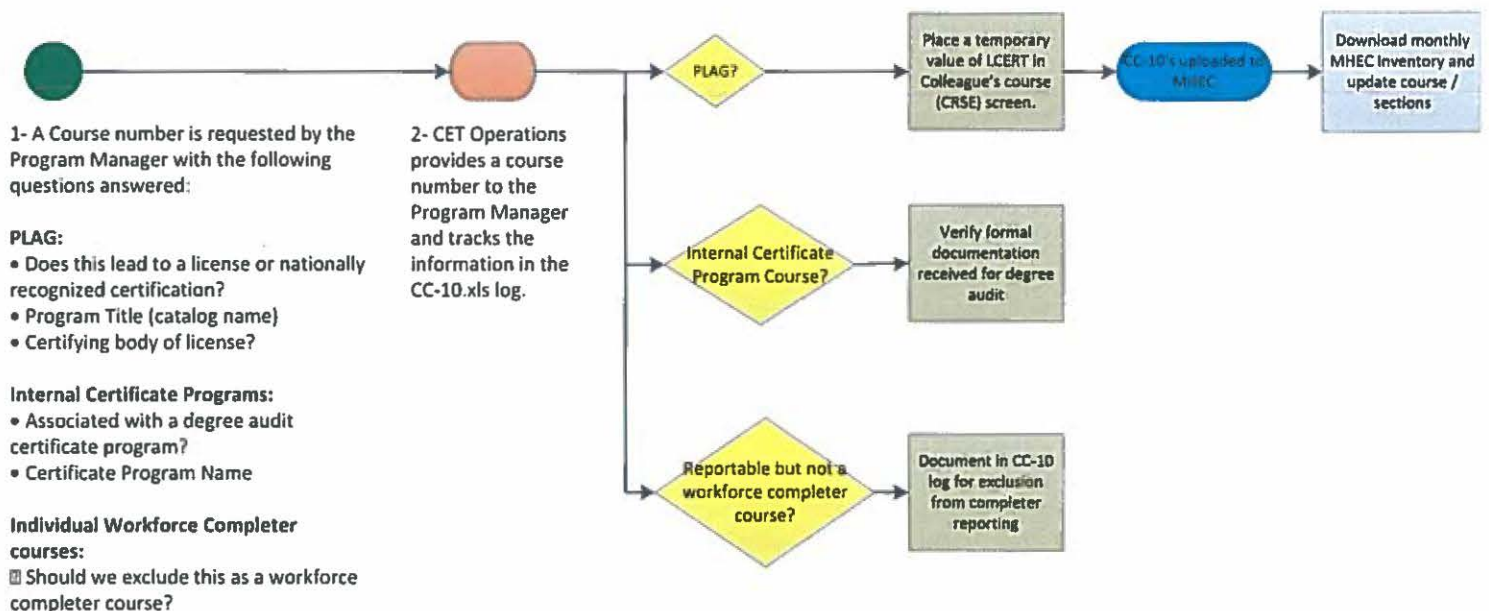 1- A Course number is requested by the
Program Manager with the following
questions answered:
PLAG:
• Does this lead to a license or nationally
recognized certification?
• Program Title (catalog name)
• Certifying body of license?
Internal Certificate Programs:
• Associated with a degree audit
certificate program?
• Certificate Program Name
Individual Workforce Completer
courses:
⍰ Should we exclude this as a workforce
completer course?
2- CET Operations
provides a course
number to the
Program Manager
and tracks the
information in the
CC-10.xls log.
PLAG?
Place a temporary
value of LCERT in
Colleague's course
(CRSE) screen.
CC-10's uploaded to
MHEC
Download monthly
MHEC Inventory and
update course /
sections
Internal Certificate
Program Course?
Verify formal
documentation
received for degree
audit
Reportable but not a
workforce completer
course?
Document in CC-10
log for exclusion
from completer
reporting